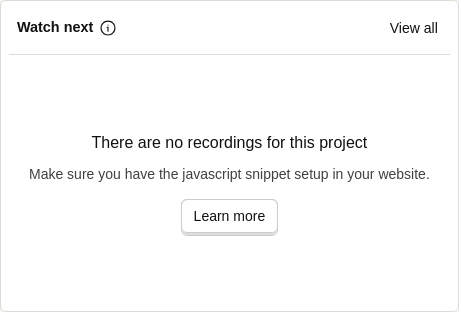 Watch next
View all
There are no recordings for this project
Make sure you have the javascript snippet setup in your website.
Learn more